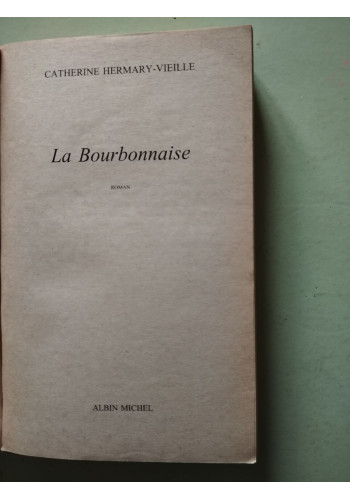 CATHERINE HERMARY-VIEILLE
La Bourbonnaise
ROMAN
ALBIN MICHEL